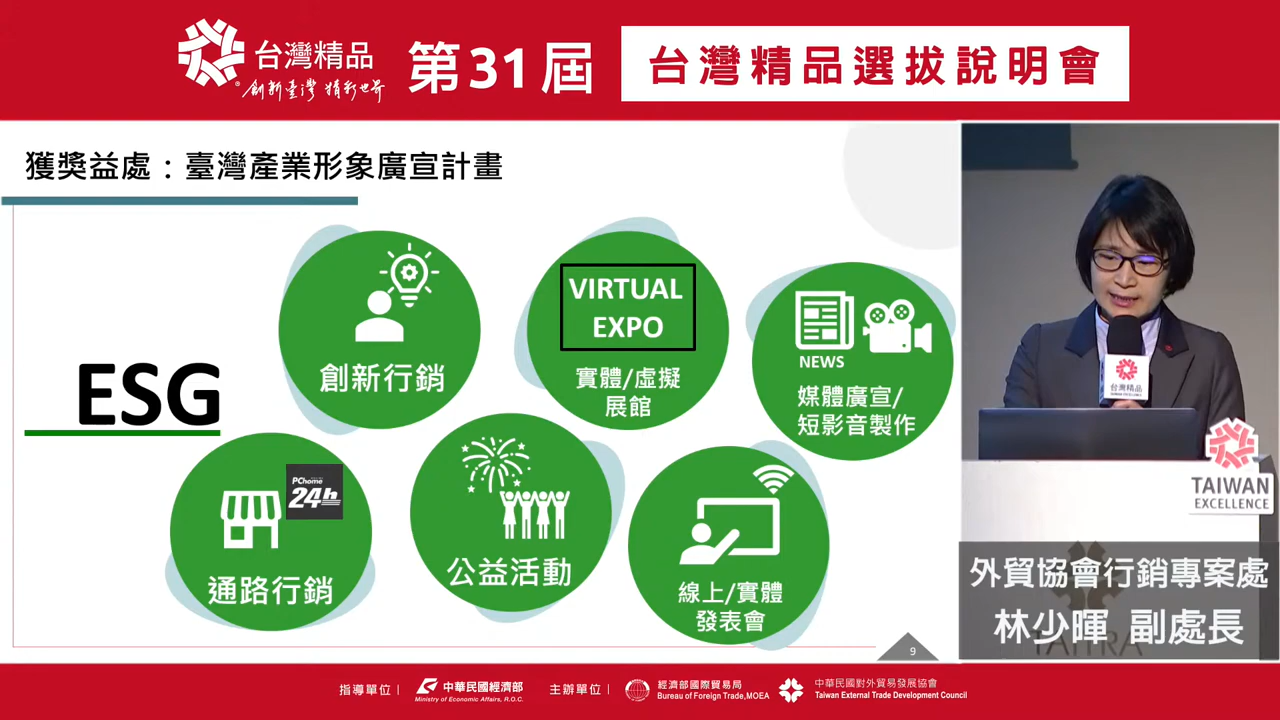 台灣精品
創新臺灣 精彩世界
第31屆
台灣精品選拔說明會
獲獎益處：臺灣產業形象廣宣計畫
ESG
創新行銷
VIRTUAL
EXPO
實體/虛擬
展館
NEWS
媒體廣宣/
短影音製作
PChome
24h
通路行銷
公益活動
線上/實體
發表會
9
台灣精品
TAIWAN EXCELLENCE
TAIWAN
EXCELLENCE
外貿協會行銷專案處
林少暉 副處長
TAITRA
指導單位
中華民國經濟部
Ministry of Economic Affairs, R.O.C.
主辦單位
經濟部國際貿易局
Bureau of Foreign Trade,MOEA
中華民國對外貿易發展協會
Taiwan External Trade Development Council